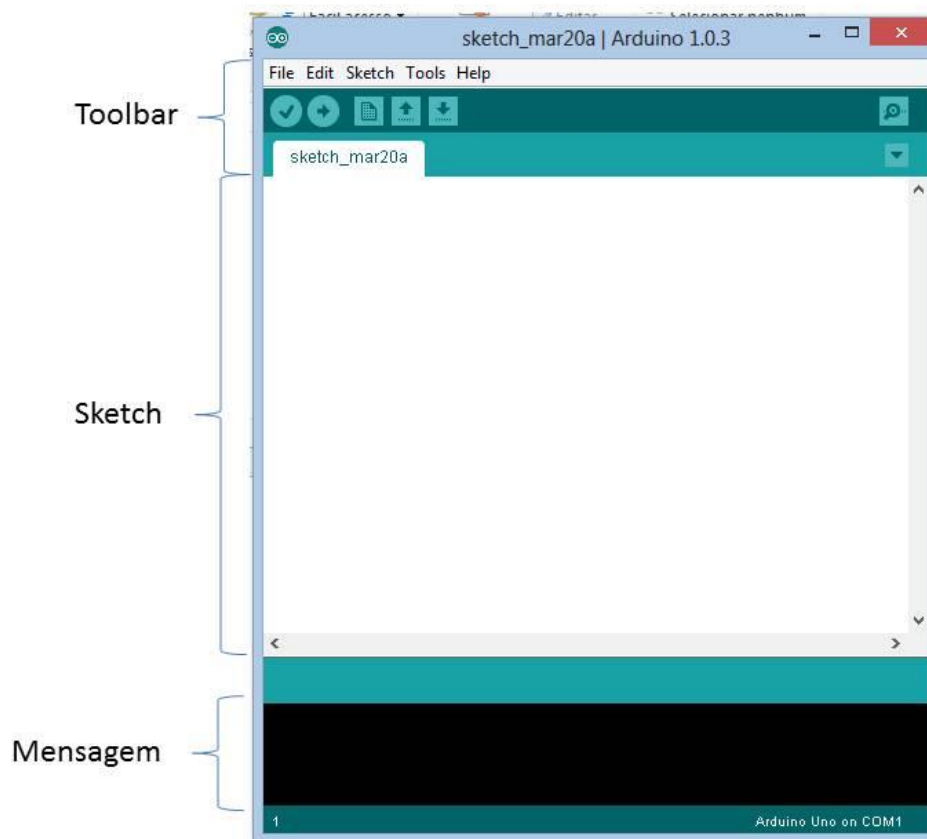 sketch_mar20a | Arduino 1.0.3
File Edit Sketch Tools Help
Toolbar
sketch_mar20a
Sketch
Mensagem
1
Arduino Uno on COM1